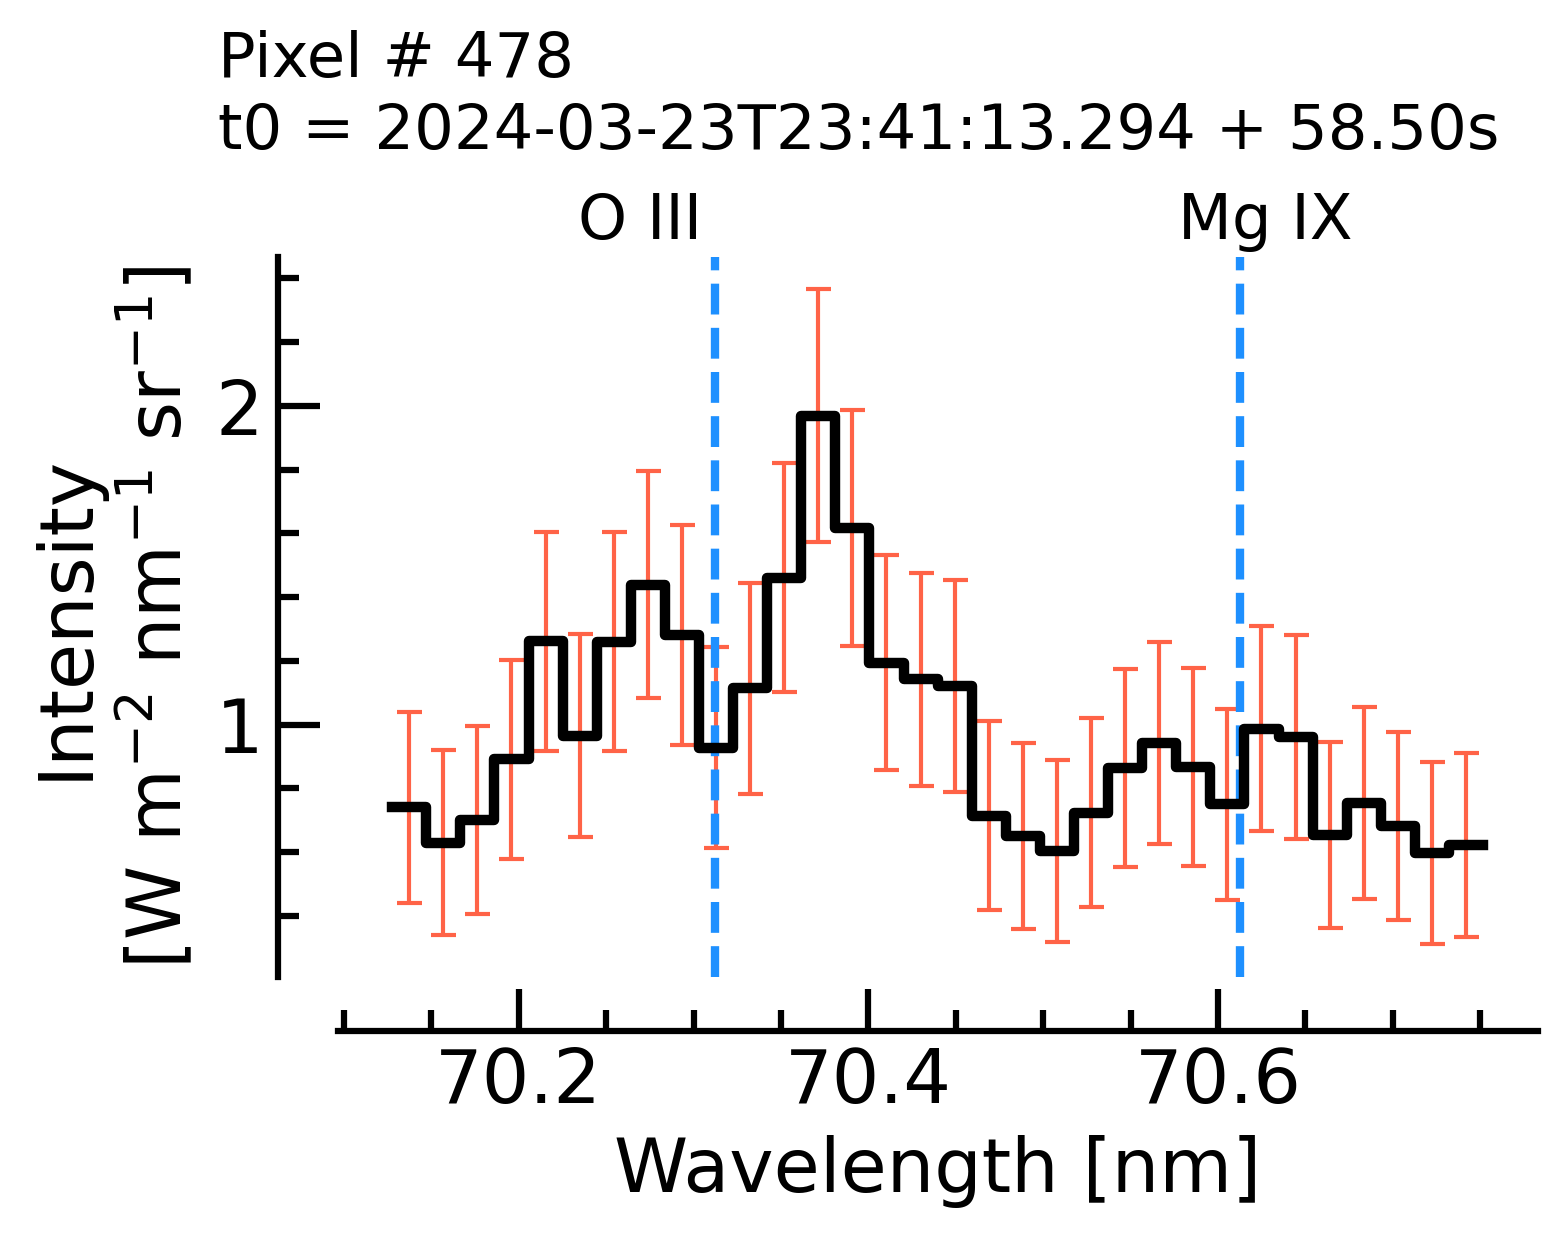 Pixel # 478
t0 = 2024-03-23T23:41:13.294 + 58.50s
O III
Mg IX
Intensity
[W m⁻² nm⁻¹ sr⁻¹]
2
1
70.2
70.4
70.6
Wavelength [nm]